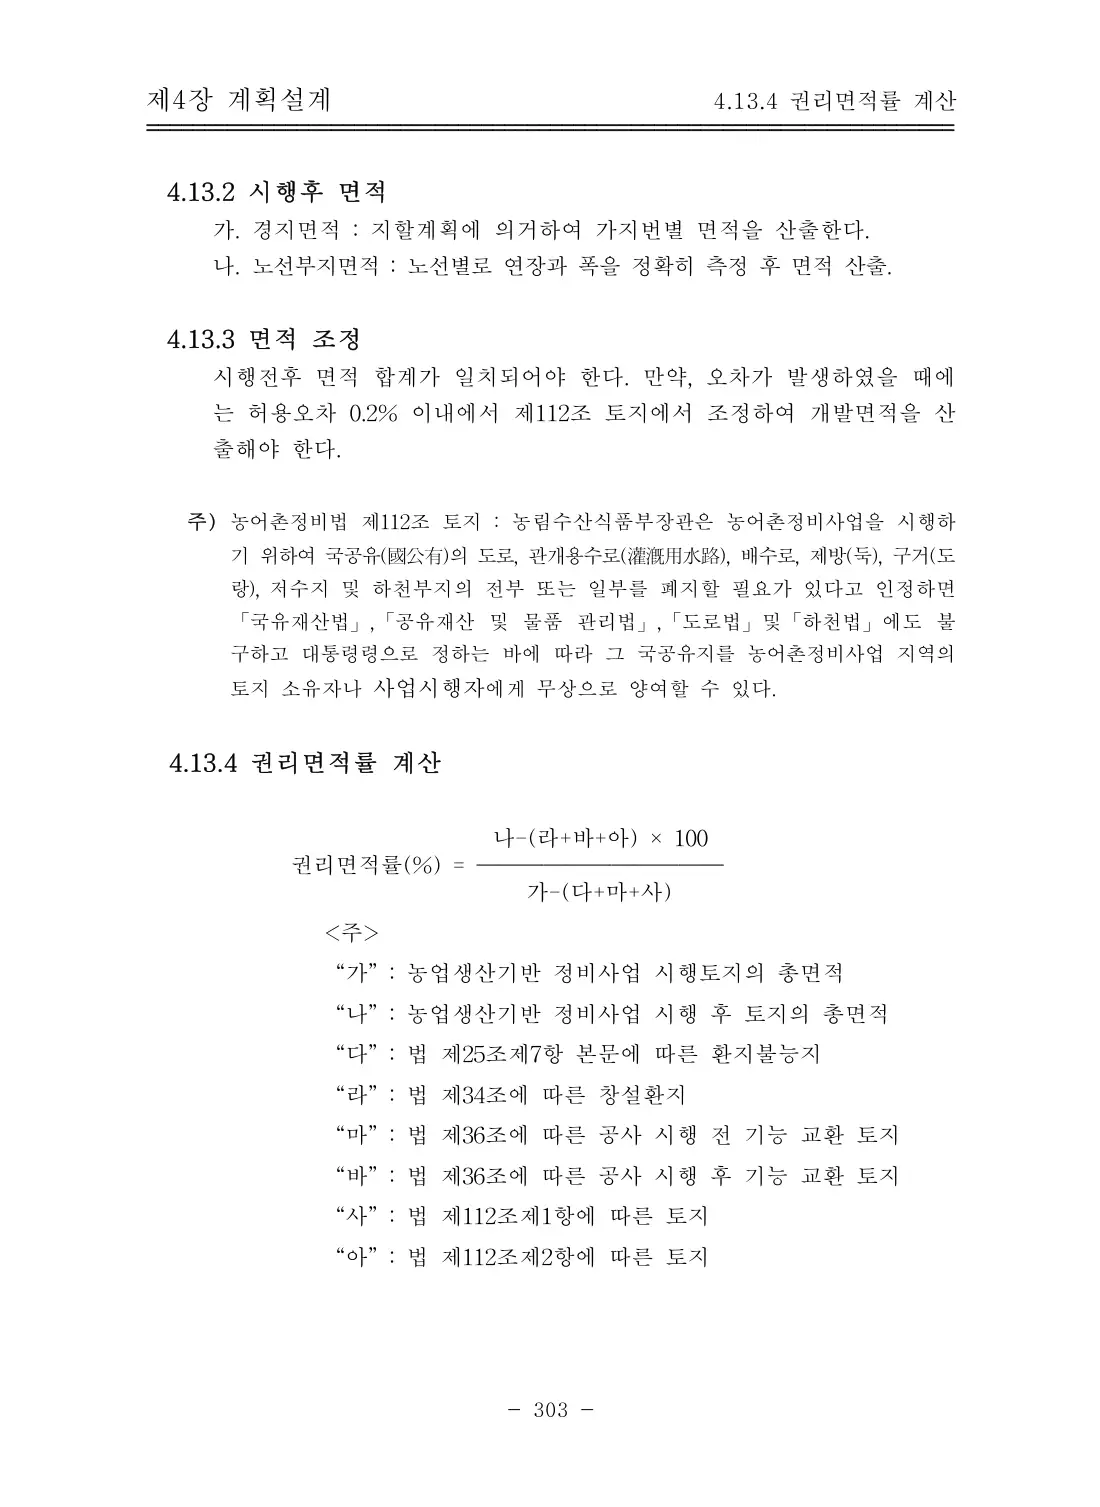 제4장 계획설계
4.13.4 권리면적률 계산
4.13.2 시행후 면적
가. 경지면적 : 지할계획에 의거하여 가지번별 면적을 산출한다.
나. 노선부지면적 : 노선별로 연장과 폭을 정확히 측정 후 면적 산출.
4.13.3 면적 조정
시행전후 면적 합계가 일치되어야 한다. 만약, 오차가 발생하였을 때에
는 허용오차 0.2% 이내에서 제112조 토지에서 조정하여 개발면적을 산
출해야 한다.
주) 농어촌정비법 제112조 토지 : 농림수산식품부장관은 농어촌정비사업을 시행하
기 위하여 국공유(國公有)의 도로, 관개용수로(灌漑用水路), 배수로, 제방(둑), 구거(도
랑), 저수지 및 하천부지의 전부 또는 일부를 폐지할 필요가 있다고 인정하면
「국유재산법」,「공유재산 및 물품 관리법」,「도로법」및「하천법」에도 불
구하고 대통령령으로 정하는 바에 따라 그 국공유지를 농어촌정비사업 지역의
토지 소유자나 사업시행자에게 무상으로 양여할 수 있다.
4.13.4 권리면적률 계산
나-(라+바+아) × 100
권리면적률(%) =
가-(다+마+사)
<주>
“가” : 농업생산기반 정비사업 시행토지의 총면적
“나” : 농업생산기반 정비사업 시행 후 토지의 총면적
“다” : 법 제25조제7항 본문에 따른 환지불능지
“라” : 법 제34조에 따른 창설환지
“마” : 법 제36조에 따른 공사 시행 전 기능 교환 토지
“바” : 법 제36조에 따른 공사 시행 후 기능 교환 토지
“사” : 법 제112조제1항에 따른 토지
“아” : 법 제112조제2항에 따른 토지
- 303 -